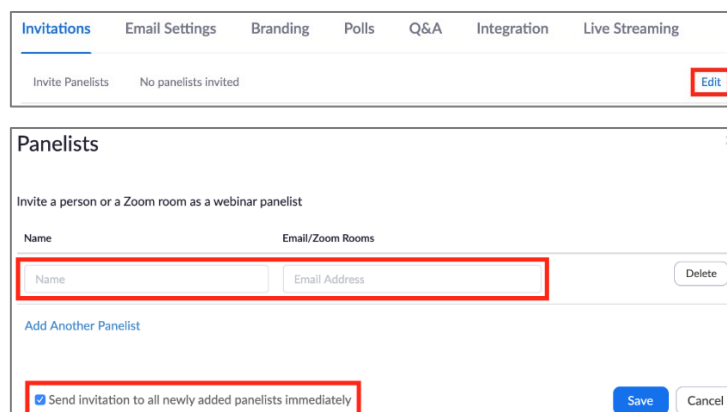 Invitations Email Settings Branding Polls Q&A Integration Live Streaming
Invite Panelists No panelists invited Edit
Panelists
Invite a person or a Zoom room as a webinar panelist
Name Email/Zoom Rooms
Name Email Address Delete
Add Another Panelist
Send invitation to all newly added panelists immediately Save Cancel